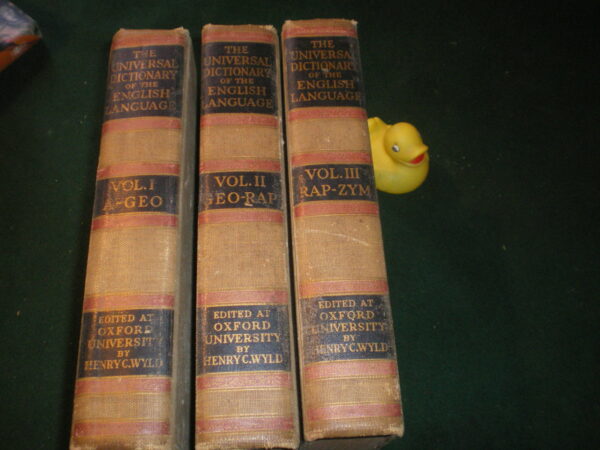 THE
UNIVERSAL
DICTIONARY
OF THE
ENGLISH
LANGUAGE
VOL. I
A-GEO
EDITED AT
OXFORD
UNIVERSITY
BY
HENRY C. WYLD
THE
UNIVERSAL
DICTIONARY
OF THE
ENGLISH
LANGUAGE
VOL. II
GEO-RAP
EDITED AT
OXFORD
UNIVERSITY
BY
HENRY C. WYLD
THE
UNIVERSAL
DICTIONARY
OF THE
ENGLISH
LANGUAGE
VOL. III
RAP-ZYM
EDITED AT
OXFORD
UNIVERSITY
BY
HENRY C. WYLD